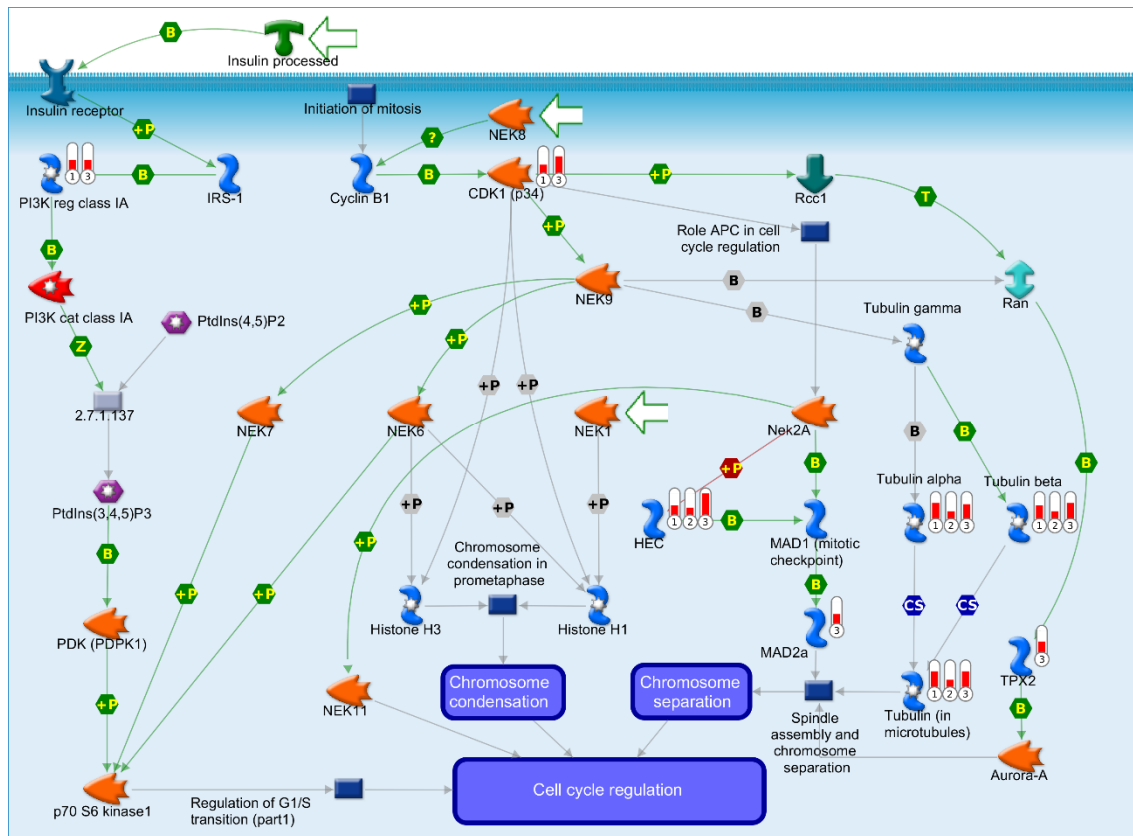 B
Insulin processed
Insulin receptor
Initiation of mitosis
+P
?
NEK8
1 3
B
PI3K reg class IA
IRS-1
Cyclin B1
B
1 3
CDK1 (p34)
+P
Rcc1
T
B
+P
Role APC in cell
cycle regulation
PI3K cat class IA
NEK9
B
Ran
PtdIns(4,5)P2
+P
B
Tubulin gamma
Z
+P
2.7.1.137
+P
+P
NEK7
NEK6
NEK1
Nek2A
B
B
B
+P
B
PtdIns(3,4,5)P3
+P
+P
+P
Tubulin alpha
Tubulin beta
1 2 3
1 2 3
1 2 3
HEC
B
MAD1 (mitotic
checkpoint)
+P
B
Chromosome
condensation in
prometaphase
+P
+P
B
CS
CS
Histone H3
Histone H1
PDK (PDPK1)
3
MAD2a
3
TPX2
+P
NEK11
Chromosome
condensation
Chromosome
separation
1 2 3
Tubulin (in
microtubules)
B
Spindle
assembly and
chromosome
separation
Aurora-A
p70 S6 kinase1
Regulation of G1/S
transition (part1)
Cell cycle regulation